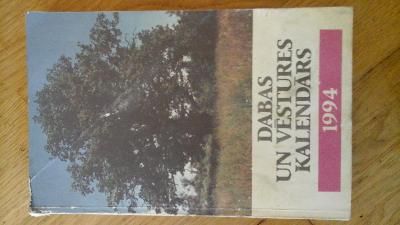 DABAS
UN VĒSTURES
KALENDĀRS
1994